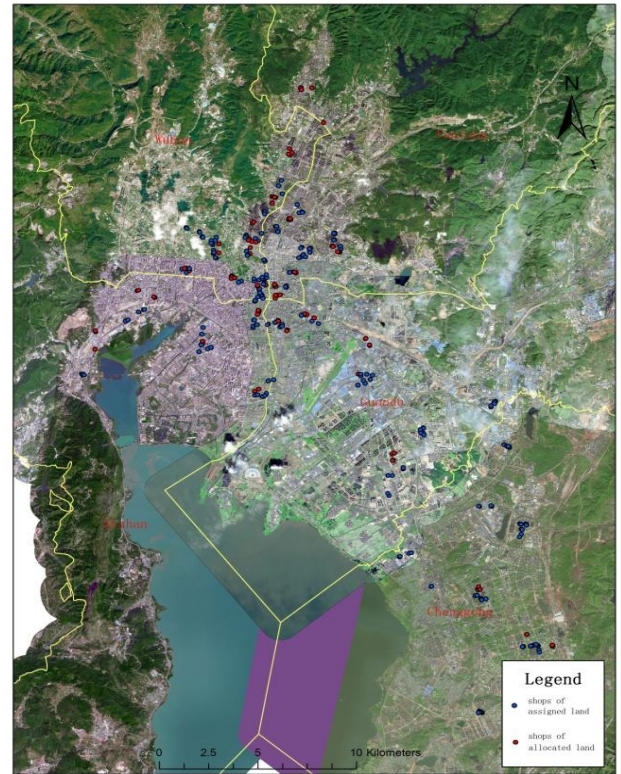 N
Wuhua
Guandu
Xishan
Chenggong
0 2.5 5 10 Kilometers
Legend
shops of
assigned land
shops of
allocated land